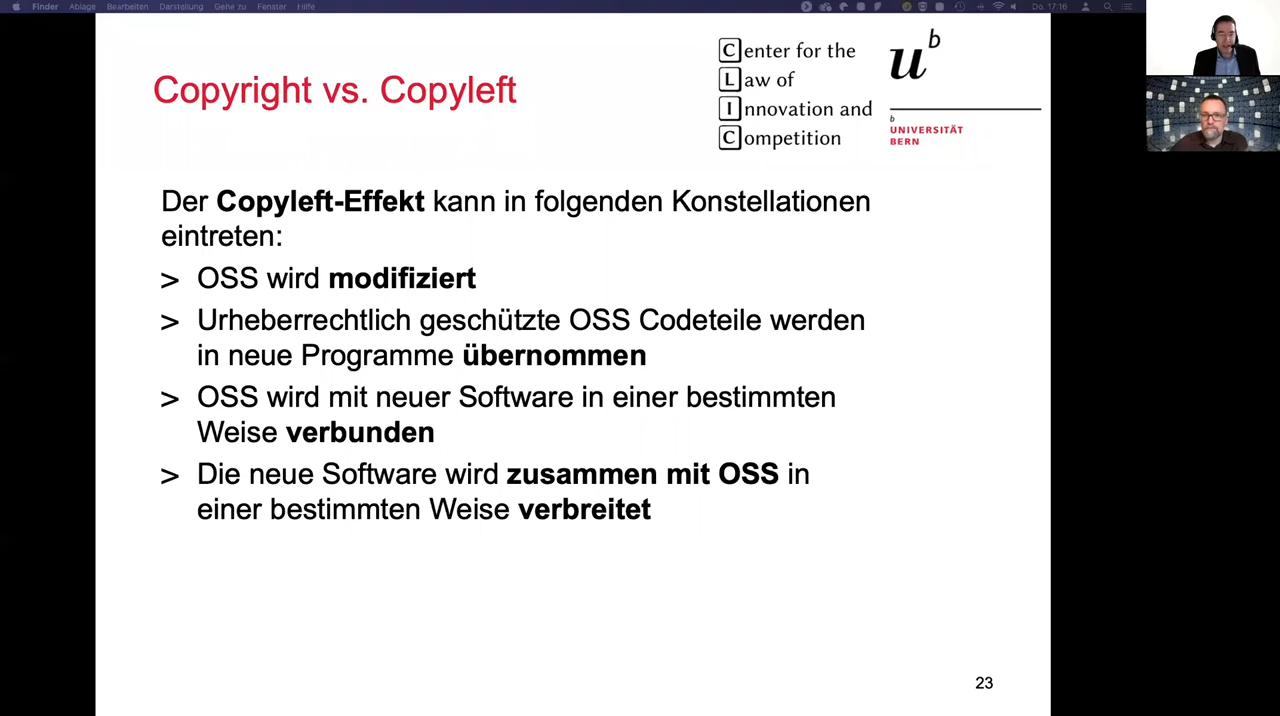 Finder Ablage Bearbeiten Darstellung Gehe zu Fenster Hilfe Do. 17:16
Copyright vs. Copyleft
Center for the
Law of
Innovation and
Competition
u^b
b
UNIVERSITÄT
BERN
Der Copyleft-Effekt kann in folgenden Konstellationen
eintreten:
> OSS wird modifiziert
> Urheberrechtlich geschützte OSS Codeteile werden
in neue Programme übernommen
> OSS wird mit neuer Software in einer bestimmten
Weise verbunden
> Die neue Software wird zusammen mit OSS in
einer bestimmten Weise verbreitet
23